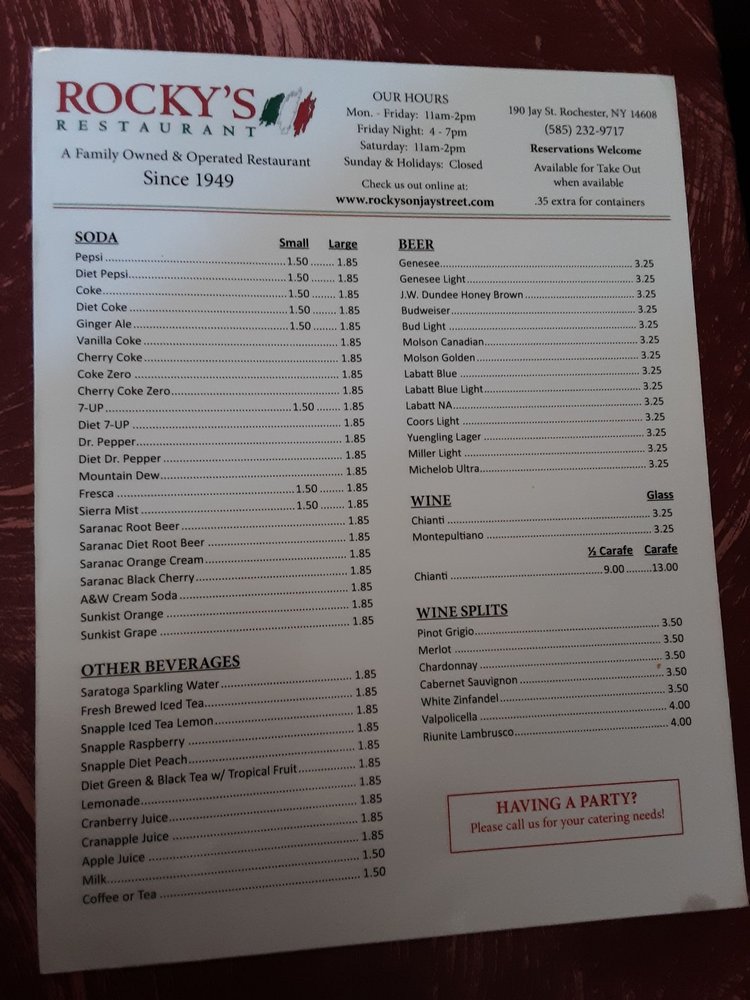 ROCKY'S
RESTAURANT
A Family Owned & Operated Restaurant
Since 1949
OUR HOURS
Mon. - Friday: 11am-2pm
Friday Night: 4 - 7pm
Saturday: 11am-2pm
Sunday & Holidays: Closed
Check us out online at:
www.rockysonjaystreet.com
190 Jay St. Rochester, NY 14608
(585) 232-9717
Reservations Welcome
Available for Take Out
when available
.35 extra for containers
SODA Small Large
Pepsi 1.50 1.85
Diet Pepsi 1.50 1.85
Coke 1.50 1.85
Diet Coke 1.50 1.85
Ginger Ale 1.50 1.85
Vanilla Coke 1.85
Cherry Coke 1.85
Coke Zero 1.85
Cherry Coke Zero 1.85
7-UP 1.50 1.85
Diet 7-UP 1.85
Dr. Pepper 1.85
Diet Dr. Pepper 1.85
Mountain Dew 1.85
Fresca 1.50 1.85
Sierra Mist 1.50 1.85
Saranac Root Beer 1.85
Saranac Diet Root Beer 1.85
Saranac Orange Cream 1.85
Saranac Black Cherry 1.85
A&W Cream Soda 1.85
Sunkist Orange 1.85
Sunkist Grape 1.85
OTHER BEVERAGES
Saratoga Sparkling Water 1.85
Fresh Brewed Iced Tea 1.85
Snapple Iced Tea Lemon 1.85
Snapple Raspberry 1.85
Snapple Diet Peach 1.85
Diet Green & Black Tea w/ Tropical Fruit 1.85
Lemonade 1.85
Cranberry Juice 1.85
Cranapple Juice 1.85
Apple Juice 1.85
Milk 1.50
Coffee or Tea 1.50
BEER
Genesee 3.25
Genesee Light 3.25
J.W. Dundee Honey Brown 3.25
Budweiser 3.25
Bud Light 3.25
Molson Canadian 3.25
Molson Golden 3.25
Labatt Blue 3.25
Labatt Blue Light 3.25
Labatt NA 3.25
Coors Light 3.25
Yuengling Lager 3.25
Miller Light 3.25
Michelob Ultra 3.25
WINE Glass
Chianti 3.25
Montepultiano 3.25
½ Carafe Carafe
Chianti 9.00 13.00
WINE SPLITS
Pinot Grigio 3.50
Merlot 3.50
Chardonnay 3.50
Cabernet Sauvignon 3.50
White Zinfandel 3.50
Valpolicella 4.00
Riunite Lambrusco 4.00
HAVING A PARTY?
Please call us for your catering needs!